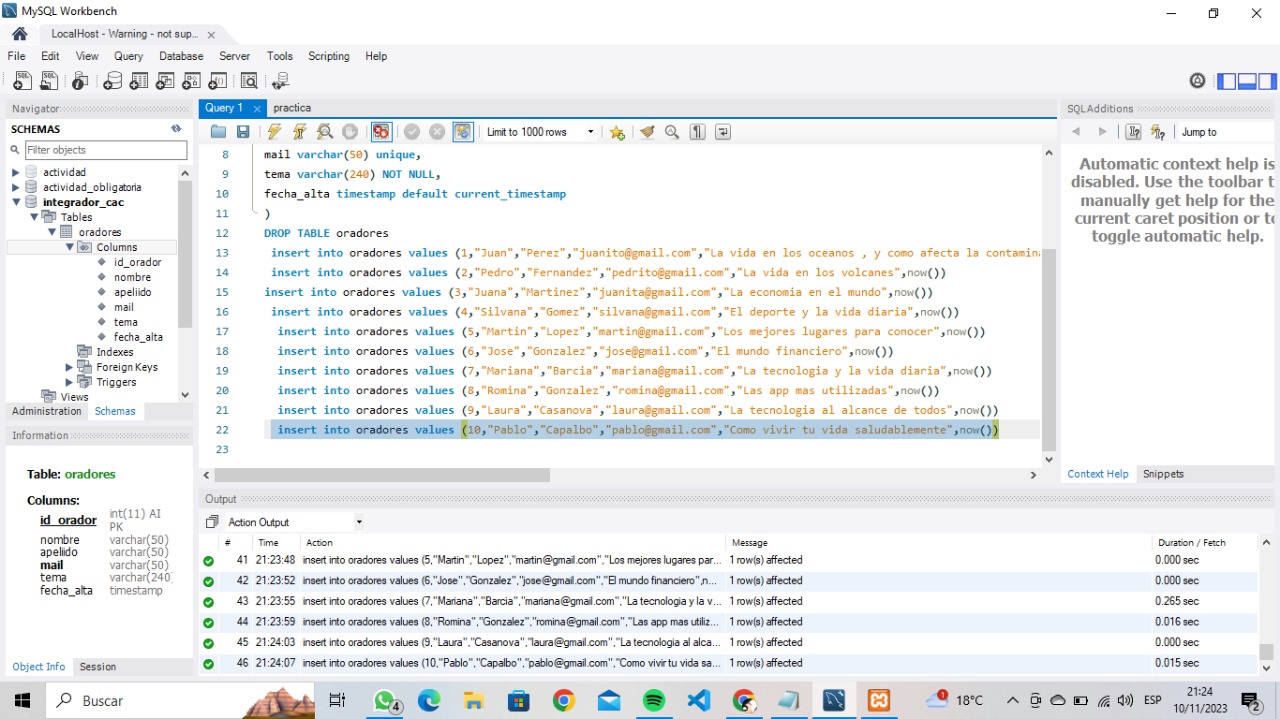 MySQL Workbench
LocalHost - Warning - not sup...
File Edit View Query Database Server Tools Scripting Help
Navigator
SCHEMAS
Filter objects
actividad
actividad_obligatoria
integrador_cac
Tables
oradores
Columns
id_orador
nombre
apeliido
mail
tema
fecha_alta
Indexes
Foreign Keys
Triggers
Views
Administration Schemas
Information
Table: oradores
Columns:
id_orador int(11) AI PK
nombre varchar(50)
apeliido varchar(50)
mail varchar(50)
tema varchar(240)
fecha_alta timestamp
Object Info Session
Query 1 practica
Limit to 1000 rows
8 mail varchar(50) unique,
9 tema varchar(240) NOT NULL,
10 fecha_alta timestamp default current_timestamp
11 )
12 DROP TABLE oradores
13 insert into oradores values (1,"Juan","Perez","juanito@gmail.com","La vida en los oceanos , y como afecta la contamina
14 insert into oradores values (2,"Pedro","Fernandez","pedrito@gmail.com","La vida en los volcanes",now())
15 insert into oradores values (3,"Juana","Martinez","juanita@gmail.com","La economia en el mundo",now())
16 insert into oradores values (4,"Silvana","Gomez","silvana@gmail.com","El deporte y la vida diaria",now())
17 insert into oradores values (5,"Martin","Lopez","martin@gmail.com","Los mejores lugares para conocer",now())
18 insert into oradores values (6,"Jose","Gonzalez","jose@gmail.com","El mundo financiero",now())
19 insert into oradores values (7,"Mariana","Barcia","mariana@gmail.com","La tecnologia y la vida diaria",now())
20 insert into oradores values (8,"Romina","Gonzalez","romina@gmail.com","Las app mas utilizadas",now())
21 insert into oradores values (9,"Laura","Casanova","laura@gmail.com","La tecnologia al alcance de todos",now())
22 insert into oradores values (10,"Pablo","Capalbo","pablo@gmail.com","Como vivir tu vida saludablemente",now())
23
SQLAdditions
Jump to
Automatic context help is
disabled. Use the toolbar t
manually get help for the
current caret position or to
toggle automatic help.
Context Help Snippets
Output
Action Output
# Time Action Message Duration / Fetch
41 21:23:48 insert into oradores values (5,"Martin","Lopez","martin@gmail.com","Los mejores lugares par... 1 row(s) affected 0.000 sec
42 21:23:52 insert into oradores values (6,"Jose","Gonzalez","jose@gmail.com","El mundo financiero",n... 1 row(s) affected 0.000 sec
43 21:23:55 insert into oradores values (7,"Mariana","Barcia","mariana@gmail.com","La tecnologia y la v... 1 row(s) affected 0.265 sec
44 21:23:59 insert into oradores values (8,"Romina","Gonzalez","romina@gmail.com","Las app mas utiliz... 1 row(s) affected 0.016 sec
45 21:24:03 insert into oradores values (9,"Laura","Casanova","laura@gmail.com","La tecnologia al alca... 1 row(s) affected 0.000 sec
46 21:24:07 insert into oradores values (10,"Pablo","Capalbo","pablo@gmail.com","Como vivir tu vida sa... 1 row(s) affected 0.015 sec
Buscar
4
1
18°C
ESP
21:24
10/11/2023
2